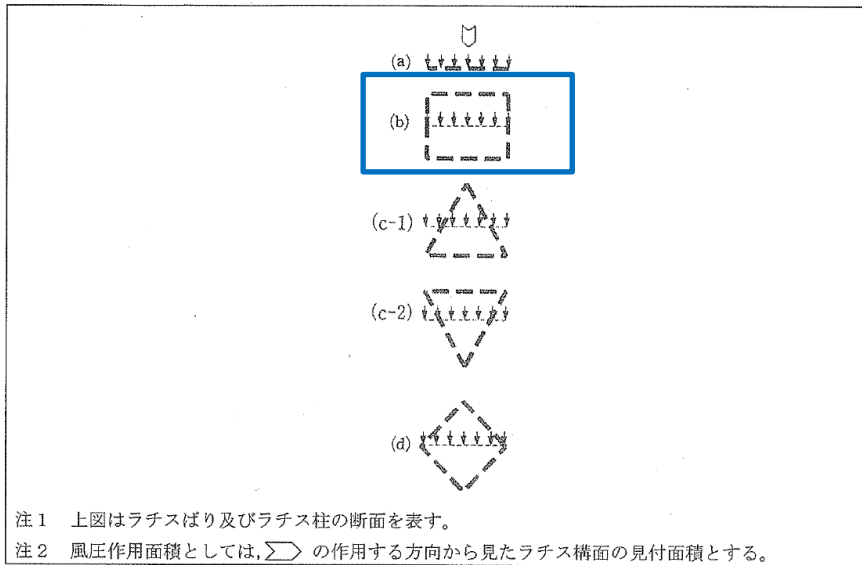 (a)
(b)
(c-1)
(c-2)
(d)
注1 上図はラチスばり及びラチス柱の断面を表す。
注2 風圧作用面積としては, の作用する方向から見たラチス構面の見付面積とする。